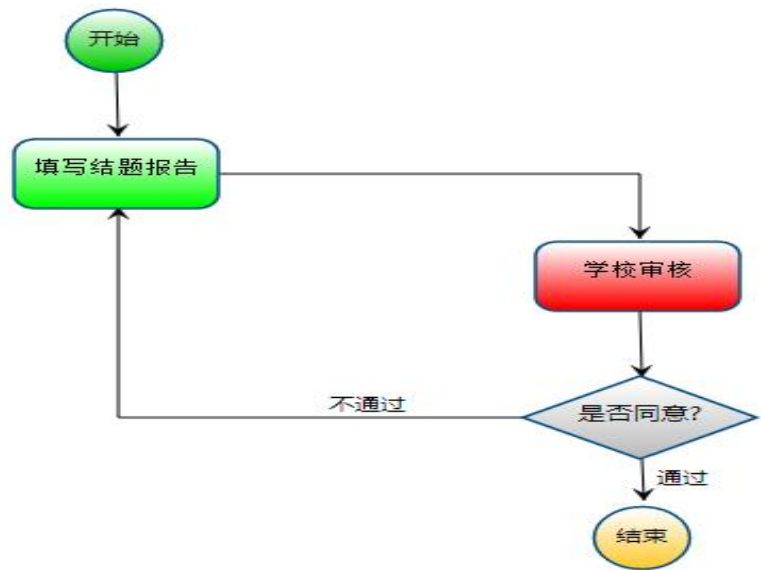 开始
填写结题报告
学校审核
是否同意?
不通过
通过
结束